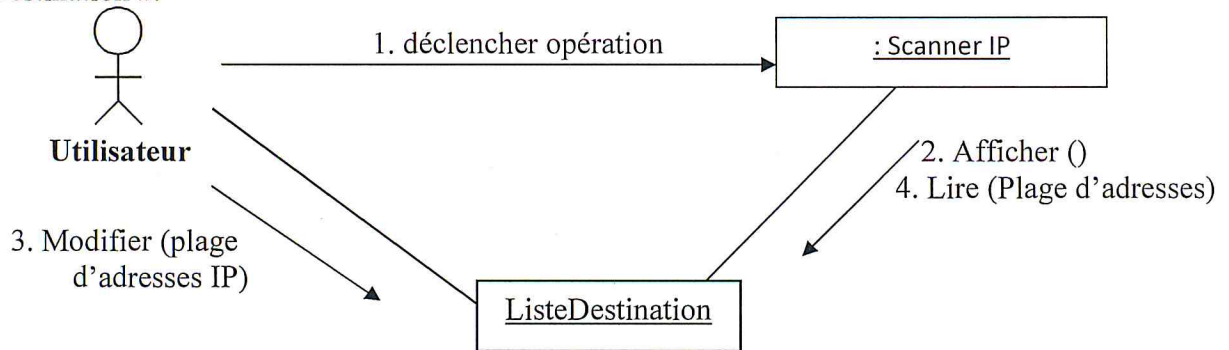 1. déclencher opération
: Scanner IP
Utilisateur
2. Afficher ()
4. Lire (Plage d’adresses)
3. Modifier (plage
d’adresses IP)
ListeDestination